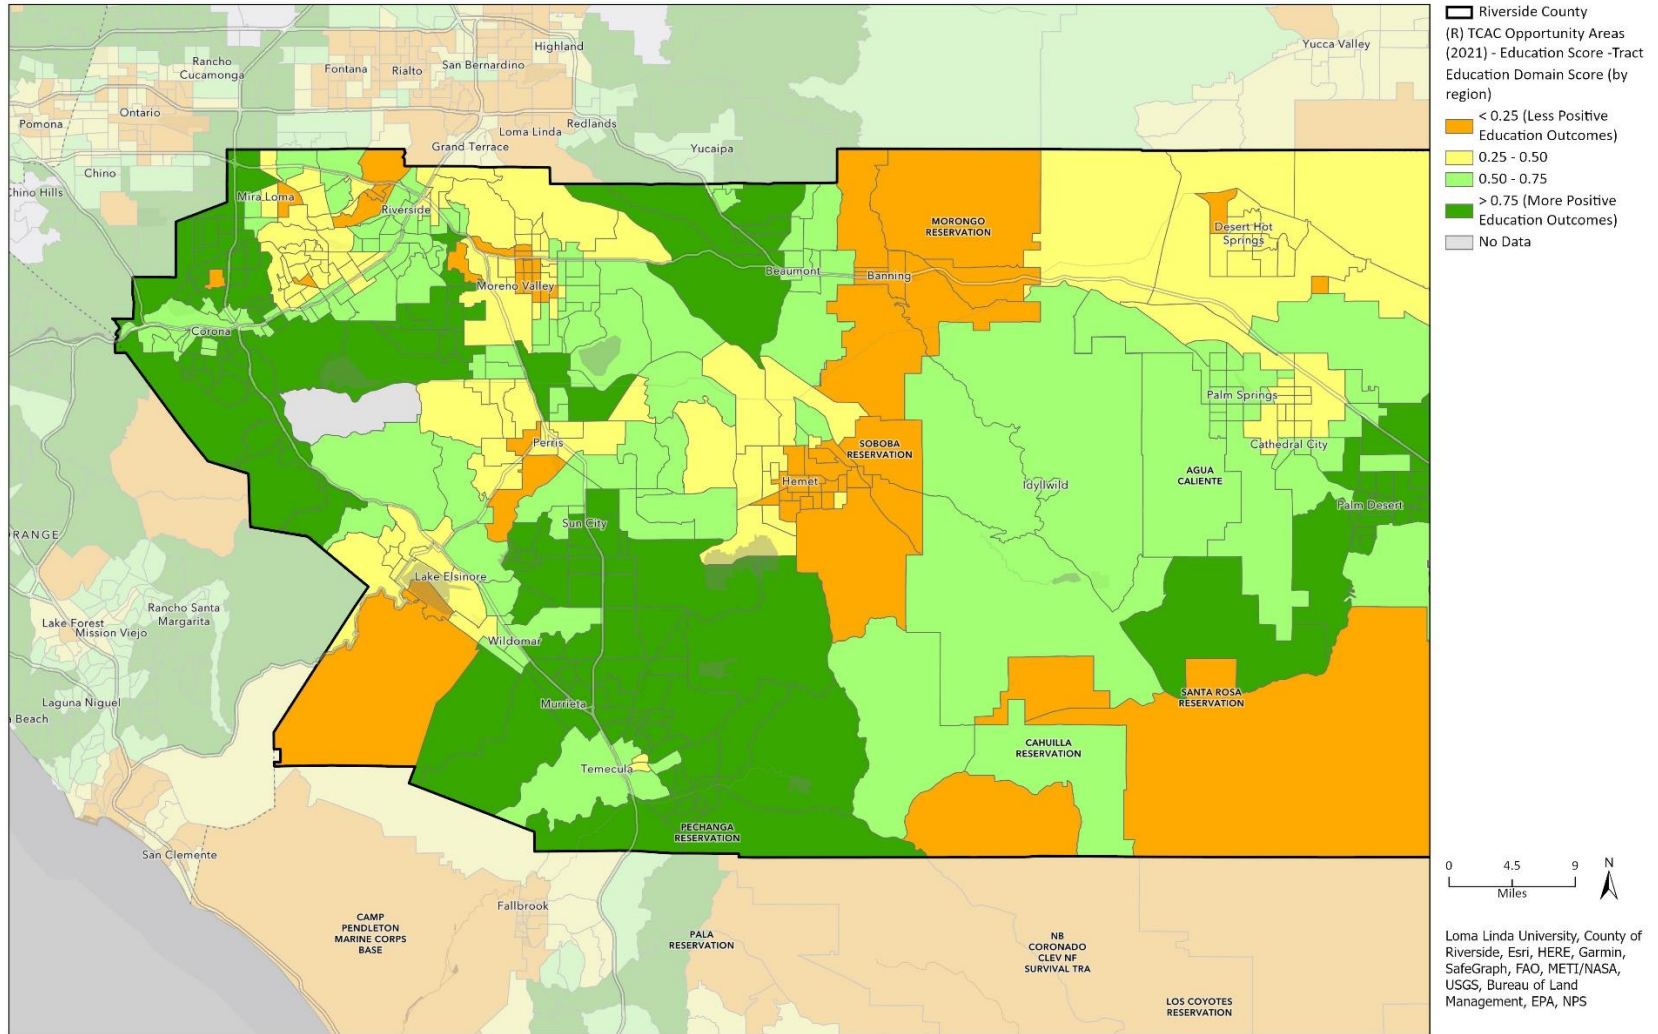 Highland
Yucca Valley
Rancho
Cucamonga
Fontana
Rialto
San Bernardino
Ontario
Pomona
Loma Linda
Redlands
Grand Terrace
Yucaipa
Chino
Chino Hills
Mira Loma
Riverside
MORONGO
RESERVATION
Desert Hot
Springs
Beaumont
Banning
Moreno Valley
Corona
Palm Springs
Perris
Cathedral City
SOBOBA
RESERVATION
AGUA
CALIENTE
Hemet
Idyllwild
Palm Desert
Sun City
ORANGE
Lake Elsinore
Rancho Santa
Margarita
Lake Forest
Mission Viejo
Wildomar
Laguna Niguel
a Beach
SANTA ROSA
RESERVATION
Murrieta
CAHUILLA
RESERVATION
Temecula
PECHANGA
RESERVATION
San Clemente
Fallbrook
CAMP
PENDLETON
MARINE CORPS
BASE
PALA
RESERVATION
NB
CORONADO
CLEV NF
SURVIVAL TRA
LOS COYOTES
RESERVATION
Riverside County
(R) TCAC Opportunity Areas
(2021) - Education Score -Tract
Education Domain Score (by
region)
< 0.25 (Less Positive
Education Outcomes)
0.25 - 0.50
0.50 - 0.75
> 0.75 (More Positive
Education Outcomes)
No Data
0 4.5 9
Miles
N
Loma Linda University, County of
Riverside, Esri, HERE, Garmin,
SafeGraph, FAO, METI/NASA,
USGS, Bureau of Land
Management, EPA, NPS